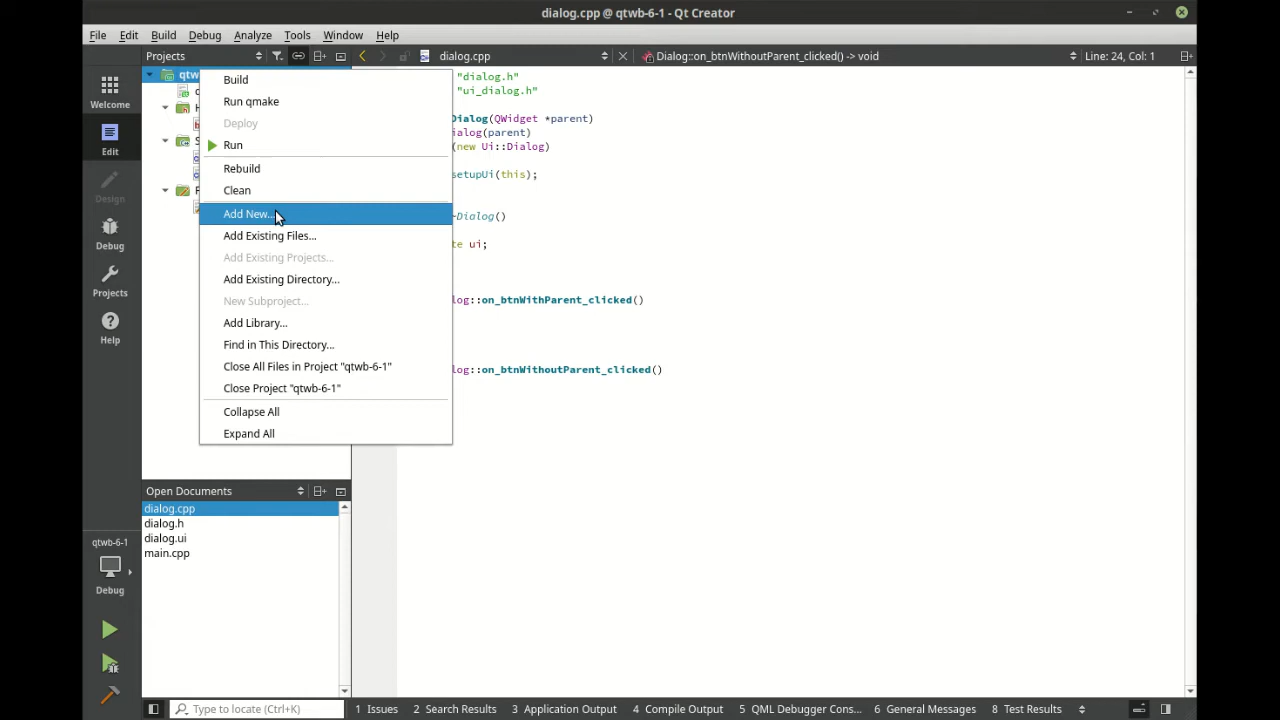 dialog.cpp @ qtwb-6-1 - Qt Creator
File Edit Build Debug Analyze Tools Window Help
Projects dialog.cpp Dialog::on_btnWithoutParent_clicked() -> void Line: 24, Col: 1
Welcome
Edit
Design
Debug
Projects
Help
qtwb-6-1
Debug
Build
Run qmake
Deploy
Run
Rebuild
Clean
Add New...
Add Existing Files...
Add Existing Projects...
Add Existing Directory...
New Subproject...
Add Library...
Find in This Directory...
Close All Files in Project "qtwb-6-1"
Close Project "qtwb-6-1"
Collapse All
Expand All
"dialog.h"
"ui_dialog.h"
Dialog(QWidget *parent)
ialog(parent)
(new Ui::Dialog)
setupUi(this);
~Dialog()
te ui;
log::on_btnWithParent_clicked()
log::on_btnWithoutParent_clicked()
Open Documents
dialog.cpp
dialog.h
dialog.ui
main.cpp
Type to locate (Ctrl+K) 1 Issues 2 Search Results 3 Application Output 4 Compile Output 5 QML Debugger Cons... 6 General Messages 8 Test Results